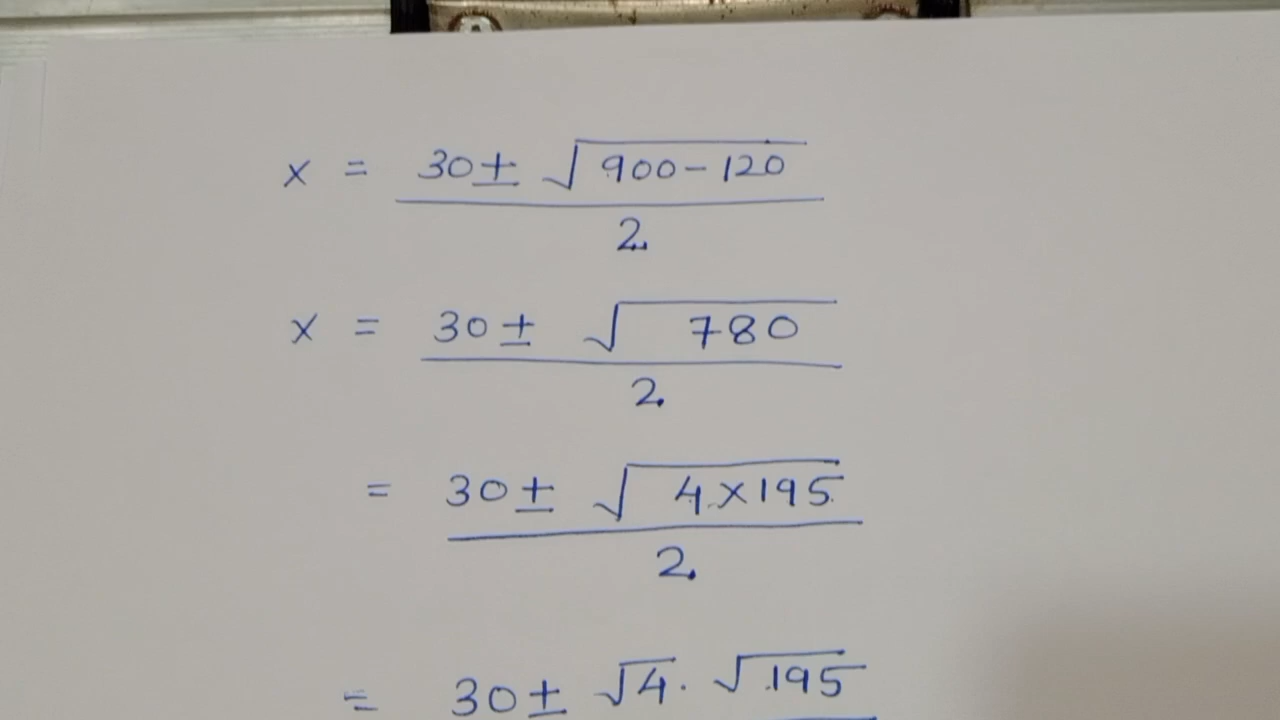 x = 30 ± √900 - 120
2
x = 30 ± √780
2
= 30 ± √4 × 195
2
= 30 ± √4 . √195